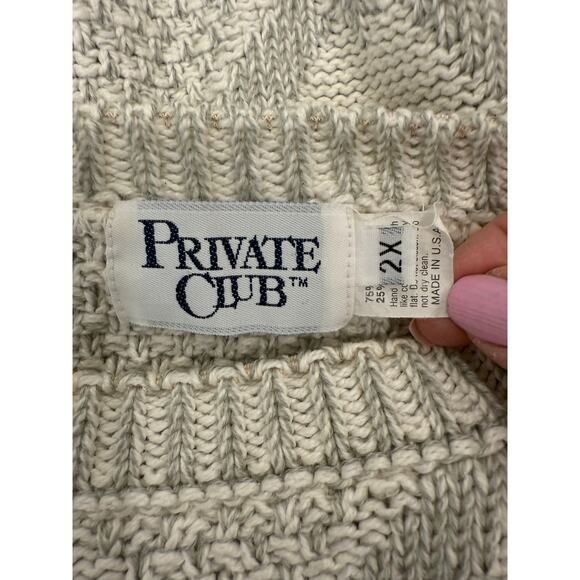 PRIVATE
CLUB™
2X
75%
25%
Hand
like
flat. D
not dry clean.
MADE IN U.S.A.